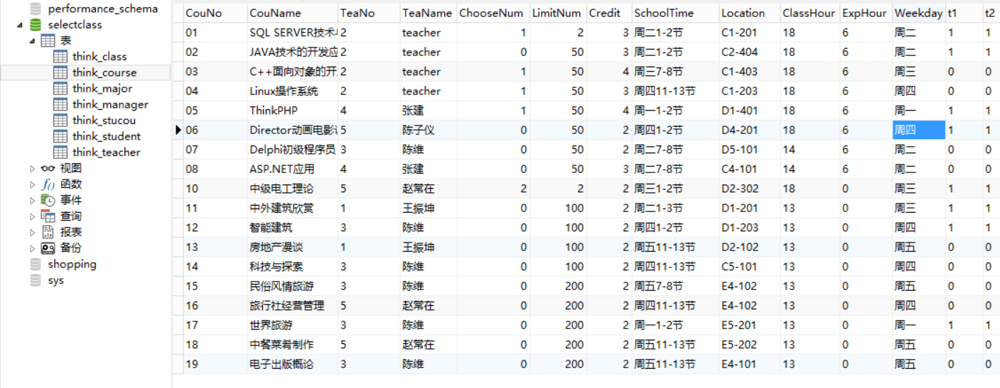 performance_schema
selectclass
表
think_class
think_course
think_major
think_manager
think_stucou
think_student
think_teacher
视图
函数
事件
查询
报表
备份
shopping
sys
CouNo CouName TeaNo TeaName ChooseNum LimitNum Credit SchoolTime Location ClassHour ExpHour Weekday t1 t2
01 SQL SERVER技术 2 teacher 1 2 3 周二1-2节 C1-201 18 6 周二 1 1
02 JAVA技术的开发应 2 teacher 0 50 3 周二1-2节 C2-404 18 6 周二 1 1
03 C++面向对象的开 2 teacher 1 50 4 周三7-8节 C1-403 18 6 周三 0 0
04 Linux操作系统 2 teacher 1 50 3 周四11-13节 C1-203 18 6 周四 0 0
05 ThinkPHP 4 张建 1 50 4 周一1-2节 D1-401 18 6 周一 1 1
06 Director动画电影 5 陈子仪 0 50 2 周四1-2节 D4-201 18 6 周四 1 1
07 Delphi初级程序员 3 陈维 0 50 2 周二7-8节 D5-101 14 6 周二 0 0
08 ASP.NET应用 4 张建 0 50 3 周二7-8节 C4-101 14 6 周二 0 0
10 中级电工理论 5 赵常在 2 2 2 周三1-2节 D2-302 18 0 周三 1 1
11 中外建筑欣赏 1 王振坤 0 100 2 周二1-3节 D1-201 13 0 周三 1 1
12 智能建筑 3 陈维 0 100 2 周四1-2节 D1-203 13 0 周四 1 1
13 房地产漫谈 1 王振坤 0 100 2 周五11-13节 D2-102 13 0 周五 0 0
14 科技与探索 3 陈维 0 100 2 周四11-13节 C5-101 13 0 周四 0 0
15 民俗风情旅游 3 陈维 0 200 2 周五7-8节 E4-102 13 0 周五 0 0
16 旅行社经营管理 5 赵常在 0 200 2 周四11-13节 E4-102 13 0 周四 0 0
17 世界旅游 3 陈维 0 200 2 周一1-2节 E5-201 13 0 周一 1 1
18 中餐菜肴制作 5 赵常在 0 200 2 周五11-13节 E5-202 13 0 周五 0 0
19 电子出版概论 3 陈维 0 200 2 周五11-13节 E4-101 13 0 周五 0 0